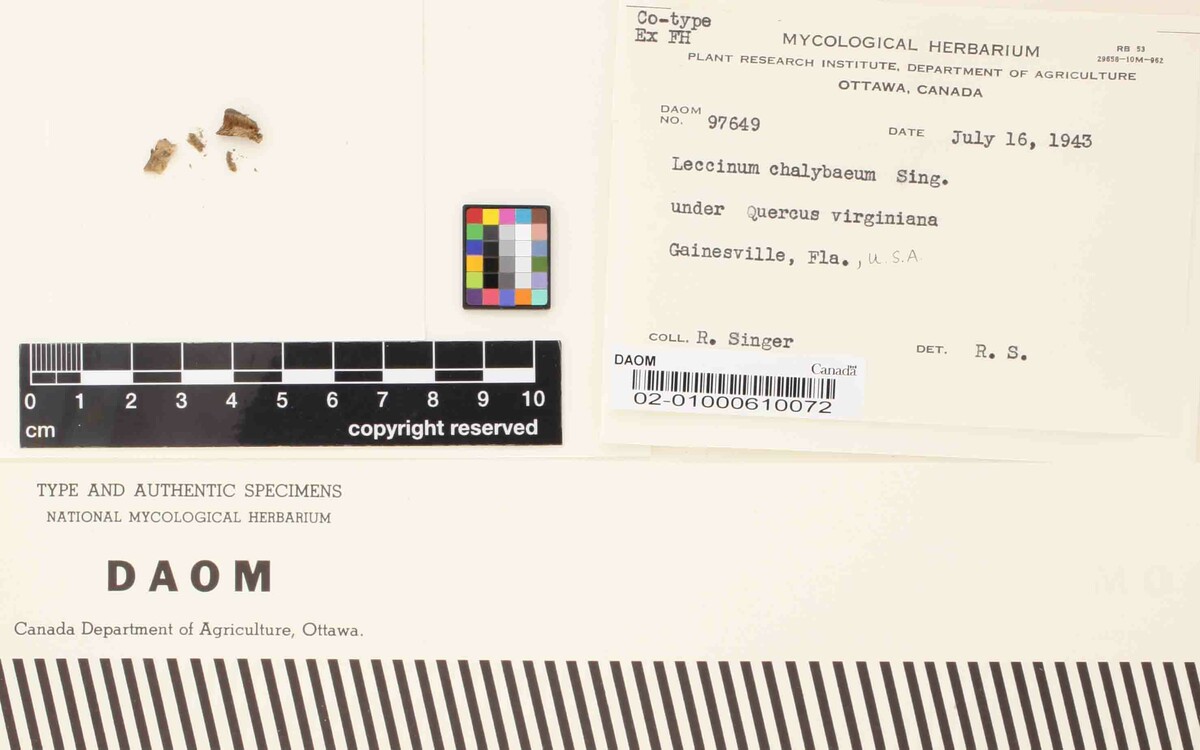 Co-type
Ex FH
MYCOLOGICAL HERBARIUM
RB 53
29656-10M-962
PLANT RESEARCH INSTITUTE, DEPARTMENT OF AGRICULTURE
OTTAWA, CANADA
DAOM NO. 97649
DATE July 16, 1943
Leccinum chalybaeum Sing.
under Quercus virginiana
Gainesville, Fla., U.S.A
COLL. R. Singer
DET. R. S.
DAOM
Canada
02-01000610072
0 1 2 3 4 5 6 7 8 9 10
cm
copyright reserved
TYPE AND AUTHENTIC SPECIMENS
NATIONAL MYCOLOGICAL HERBARIUM
DAOM
Canada Department of Agriculture, Ottawa.